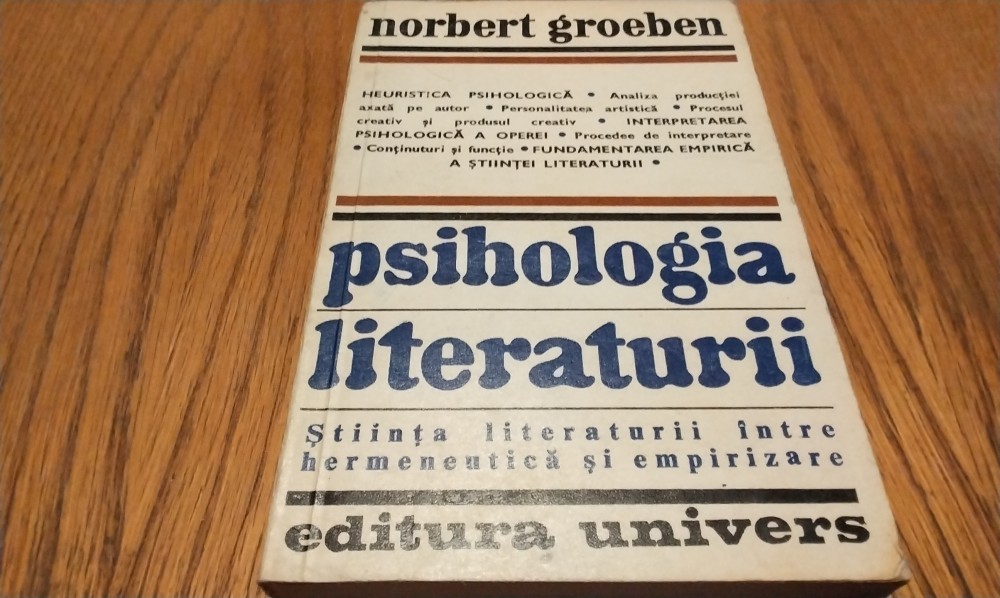 norbert groeben
HEURISTICA PSIHOLOGICĂ • Analiza producției
axată pe autor • Personalitatea artistică • Procesul
creativ și produsul creativ • INTERPRETAREA
PSIHOLOGICĂ A OPEREI • Procedee de interpretare
• Conținuturi și funcție • FUNDAMENTAREA EMPIRICĂ
A ȘTIINȚEI LITERATURII •
psihologia
literaturii
Știința literaturii între
hermeneutică și empirizare
editura univers